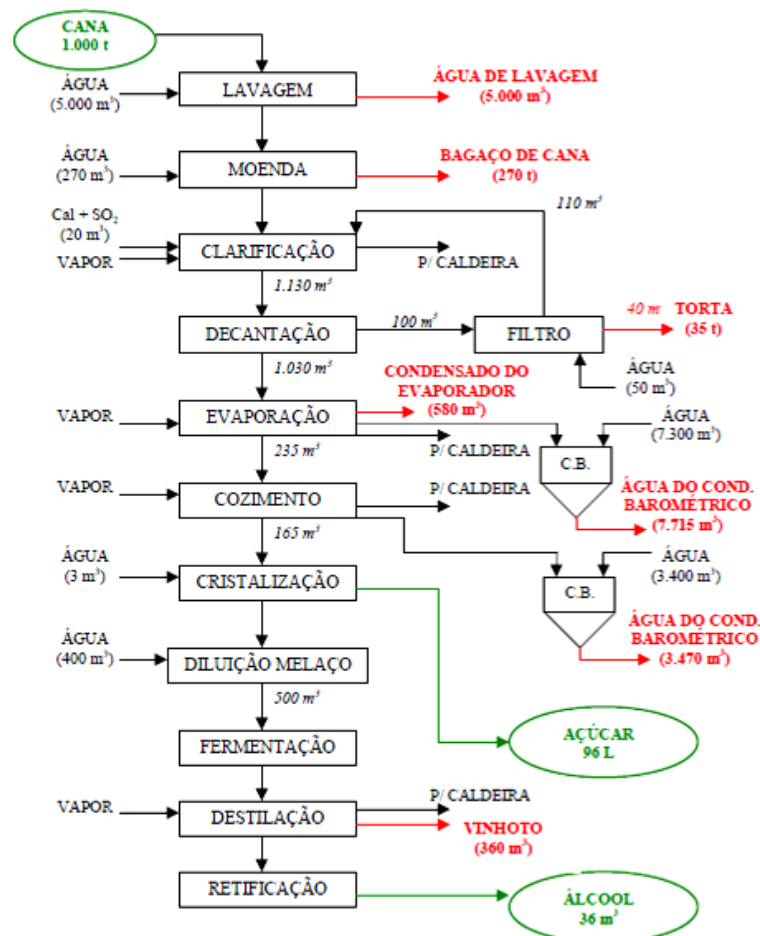 CANA
1.000 t
ÁGUA
(5.000 m³)
LAVAGEM
ÁGUA DE LAVAGEM
(5.000 m³)
ÁGUA
(270 m³)
MOENDA
BAGAÇO DE CANA
(270 t)
110 m³
Cal + SO₂
(20 m³)
VAPOR
CLARIFICAÇÃO
P/ CALDEIRA
1.130 m³
DECANTAÇÃO
100 m³
FILTRO
40 m TORTA
(35 t)
1.030 m³
ÁGUA
(50 m³)
CONDENSADO DO
EVAPORADOR
(580 m³)
VAPOR
EVAPORAÇÃO
P/ CALDEIRA
ÁGUA
(7.300 m³)
C.B.
235 m³
VAPOR
COZIMENTO
P/ CALDEIRA
ÁGUA DO COND.
BAROMÉTRICO
(7.715 m³)
165 m³
ÁGUA
(3 m³)
CRISTALIZAÇÃO
ÁGUA
(3.400 m³)
C.B.
ÁGUA DO COND.
BAROMÉTRICO
(3.470 m³)
ÁGUA
(400 m³)
DILUIÇÃO MELAÇO
500 m³
FERMENTAÇÃO
AÇÚCAR
96 L
VAPOR
DESTILAÇÃO
P/ CALDEIRA
VINHOTO
(360 m³)
RETIFICAÇÃO
ÁLCOOL
36 m³